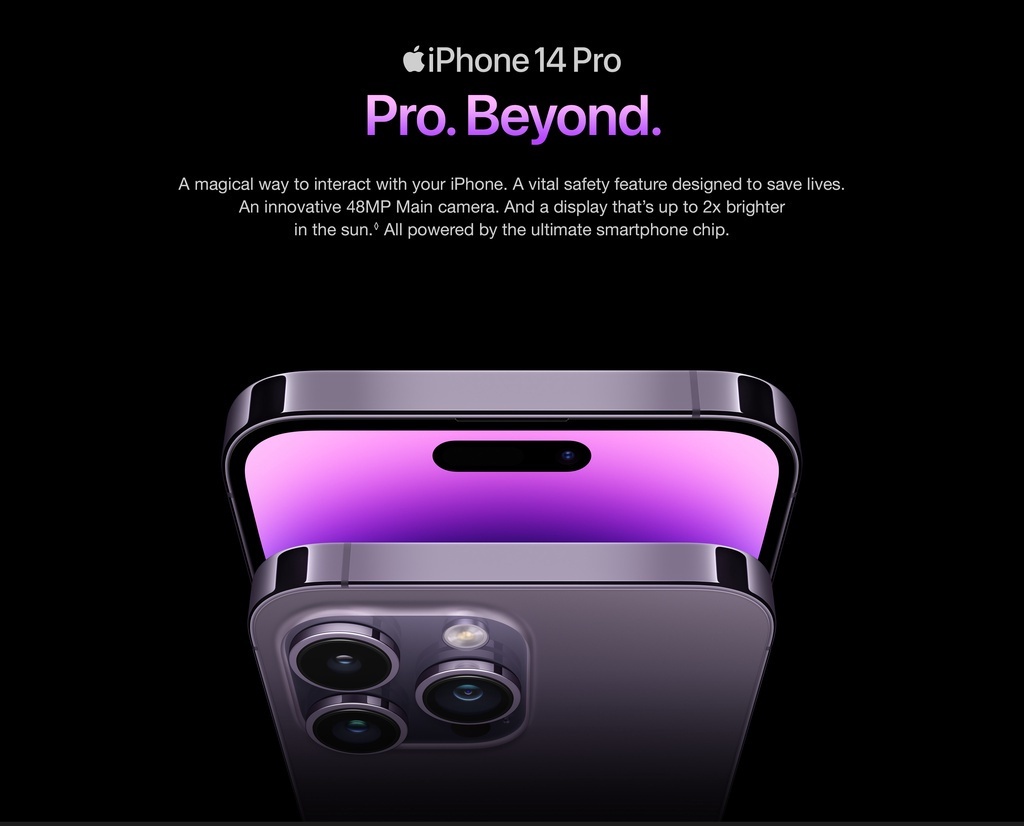 iPhone 14 Pro
Pro. Beyond.
A magical way to interact with your iPhone. A vital safety feature designed to save lives.
An innovative 48MP Main camera. And a display that’s up to 2x brighter
in the sun.◊ All powered by the ultimate smartphone chip.